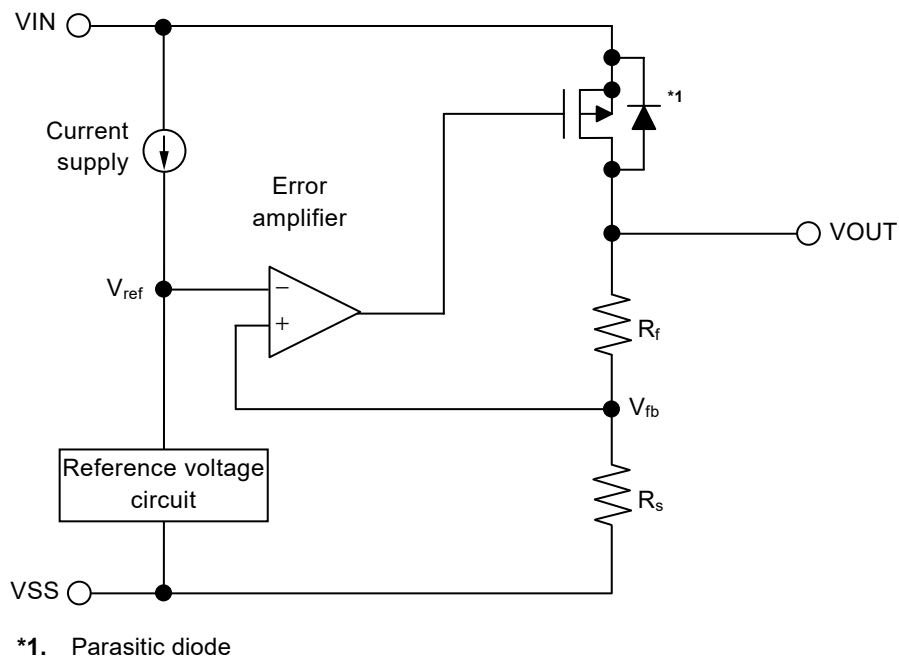 VIN
*1
Current
supply
Error
amplifier
VOUT
Vref
−
+
Rf
Vfb
Reference voltage
circuit
Rs
VSS
*1. Parasitic diode